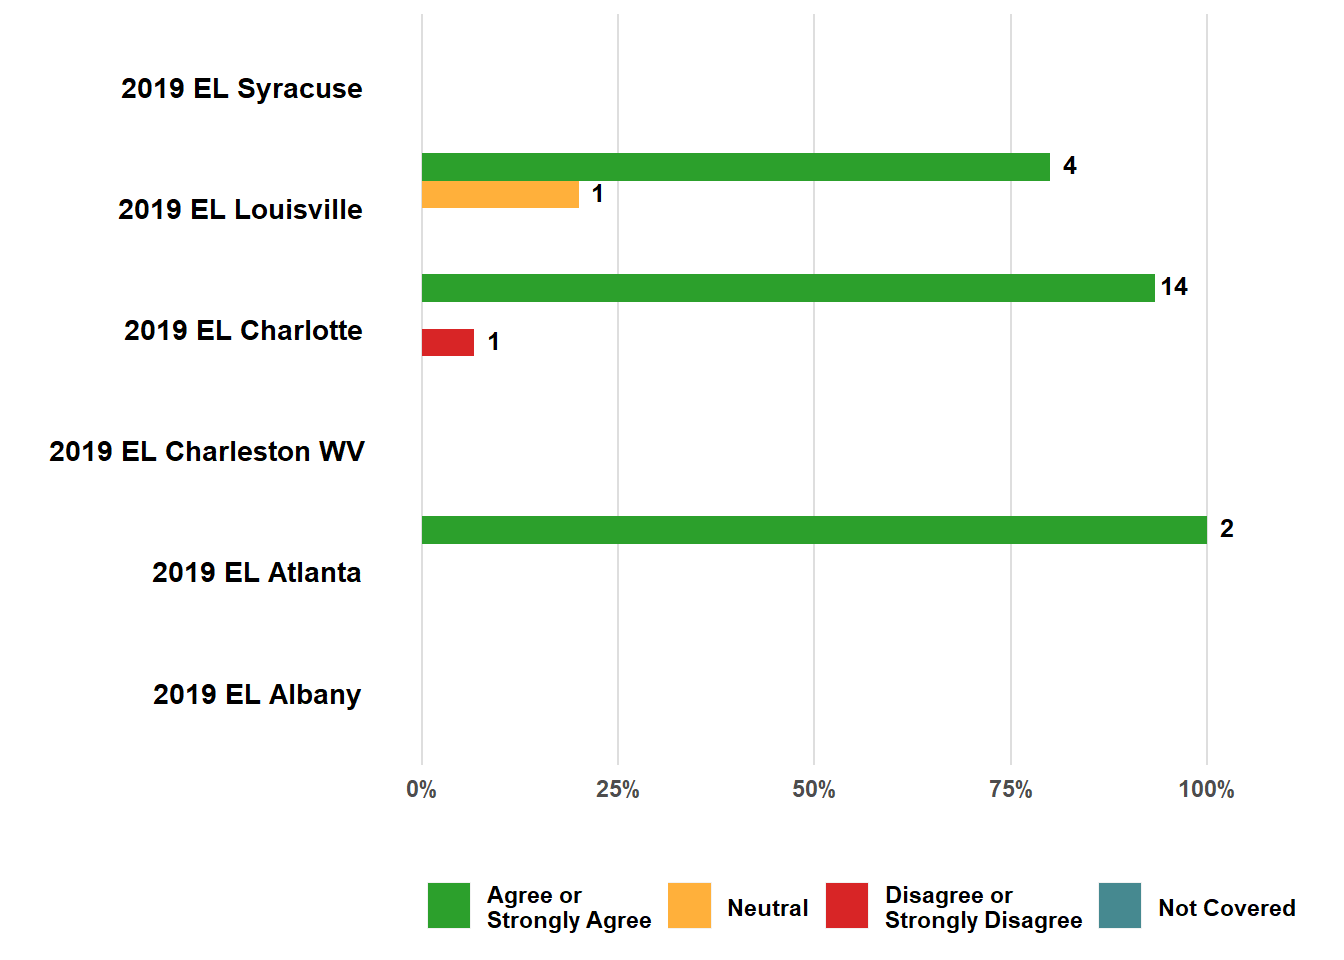 2019 EL Syracuse
4
1
2019 EL Louisville
14
2019 EL Charlotte
1
2019 EL Charleston WV
2
2019 EL Atlanta
2019 EL Albany
0% 25% 50% 75% 100%
Agree or
Strongly Agree
Neutral
Disagree or
Strongly Disagree
Not Covered